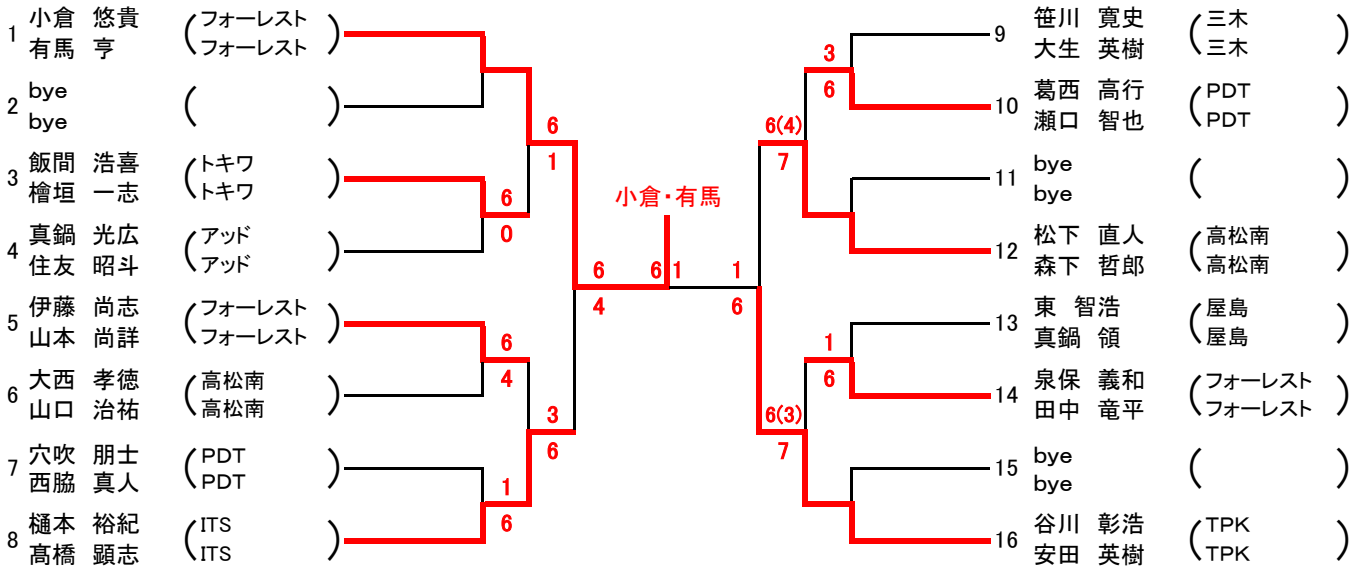 1 小倉 悠貴 (フォーレスト)
有馬 亨 (フォーレスト)
2 bye ( )
bye
3 飯間 浩喜 (トキワ)
檜垣 一志 (トキワ)
4 真鍋 光広 (アッド)
住友 昭斗 (アッド)
5 伊藤 尚志 (フォーレスト)
山本 尚詳 (フォーレスト)
6 大西 孝德 (高松南)
山口 治祐 (高松南)
7 穴吹 朋士 (PDT)
西脇 真人 (PDT)
8 樋本 裕紀 (ITS)
髙橋 顕志 (ITS)
6
0
6
4
1
6
6
1
3
6
6
4
小倉・有馬
6 1
1
6
6(4)
7
6(3)
7
3
6
1
6
9 笹川 寛史 (三木)
大生 英樹 (三木)
10 葛西 高行 (PDT)
瀬口 智也 (PDT)
11 bye ( )
bye
12 松下 直人 (高松南)
森下 哲郎 (高松南)
13 東 智浩 (屋島)
真鍋 領 (屋島)
14 泉保 義和 (フォーレスト)
田中 竜平 (フォーレスト)
15 bye ( )
bye
16 谷川 彰浩 (TPK)
安田 英樹 (TPK)